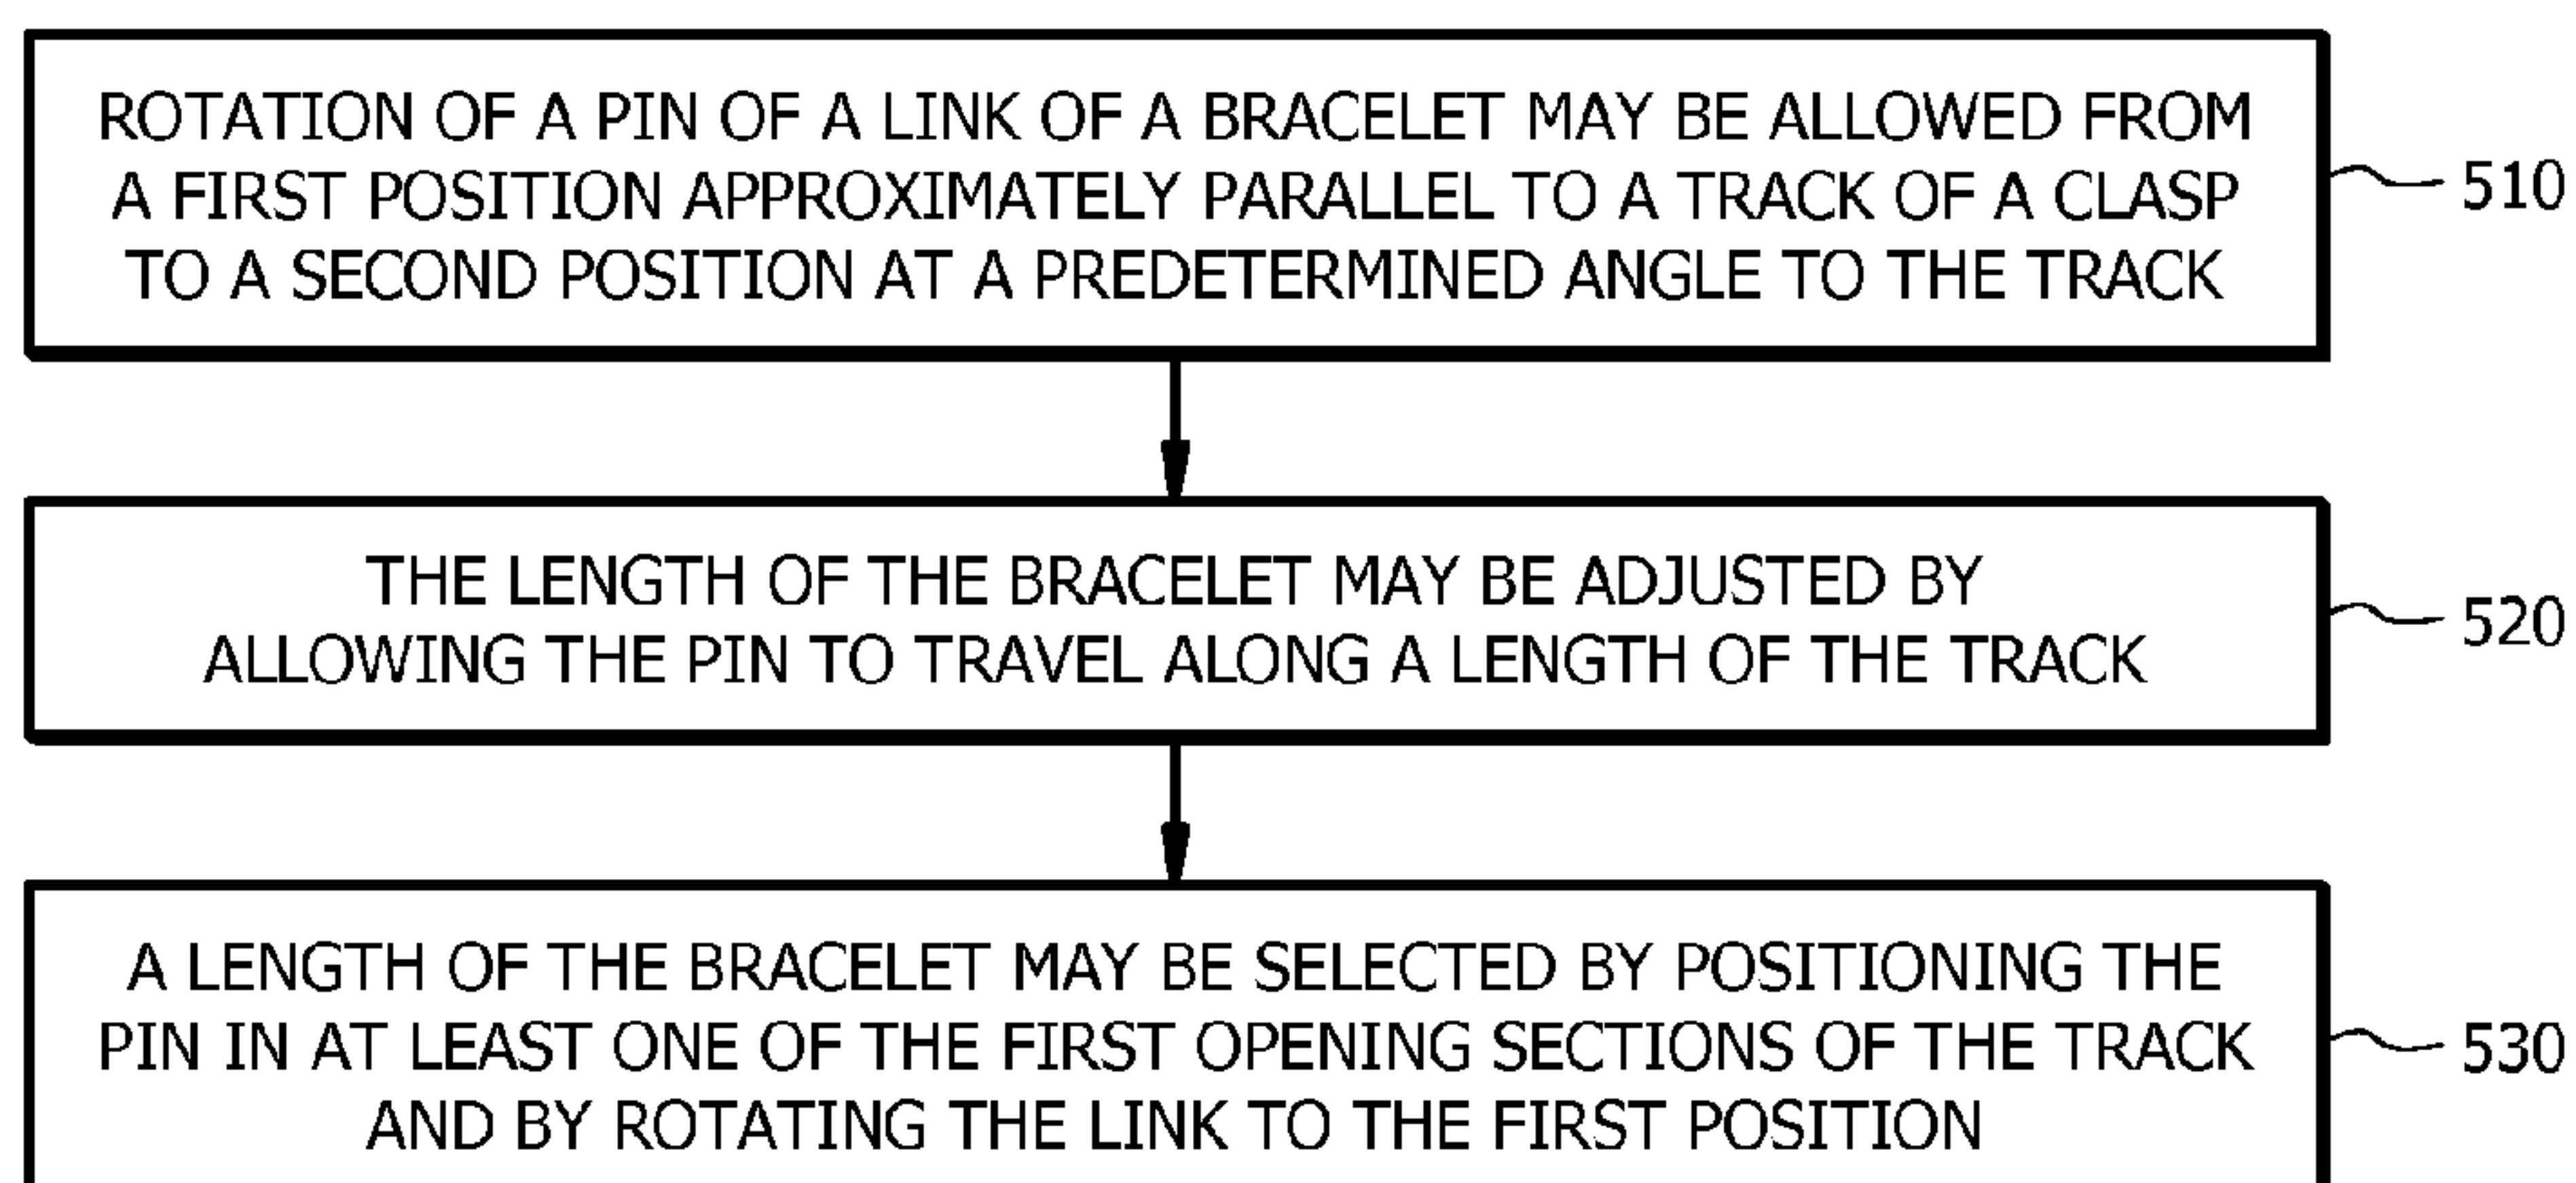 ROTATION OF A PIN OF A LINK OF A BRACELET MAY BE ALLOWED FROM
A FIRST POSITION APPROXIMATELY PARALLEL TO A TRACK OF A CLASP
TO A SECOND POSITION AT A PREDETERMINED ANGLE TO THE TRACK
510
THE LENGTH OF THE BRACELET MAY BE ADJUSTED BY
ALLOWING THE PIN TO TRAVEL ALONG A LENGTH OF THE TRACK
520
A LENGTH OF THE BRACELET MAY BE SELECTED BY POSITIONING THE
PIN IN AT LEAST ONE OF THE FIRST OPENING SECTIONS OF THE TRACK
AND BY ROTATING THE LINK TO THE FIRST POSITION
530